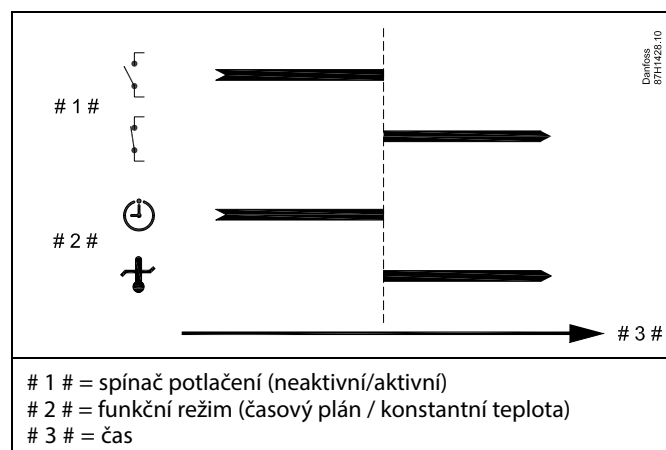 Danfoss
87H1428.10
# 1 #
# 2 #
# 3 #
# 1 # = spínač potlačení (neaktivní/aktivní)
# 2 # = funkční režim (časový plán / konstantní teplota)
# 3 # = čas